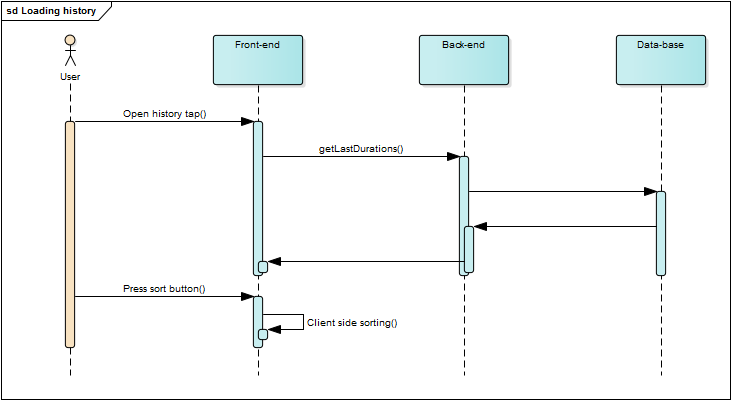 sd Loading history
Front-end
Back-end
Data-base
User
Open history tap()
getLastDurations()
Press sort button()
Client side sorting()